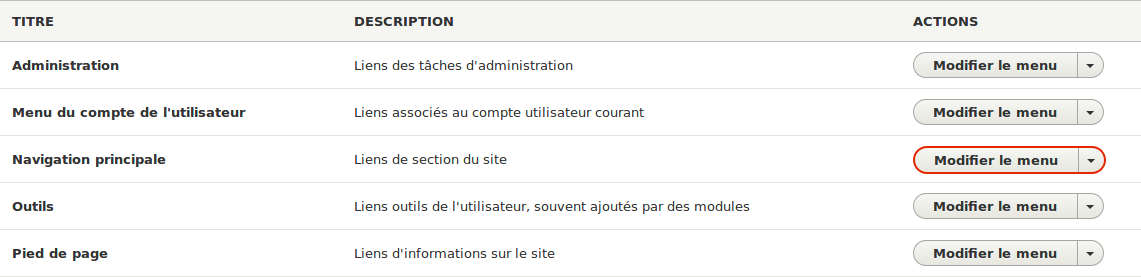 TITRE DESCRIPTION ACTIONS
Administration Liens des tâches d'administration Modifier le menu
Menu du compte de l'utilisateur Liens associés au compte utilisateur courant Modifier le menu
Navigation principale Liens de section du site Modifier le menu
Outils Liens outils de l'utilisateur, souvent ajoutés par des modules Modifier le menu
Pied de page Liens d'informations sur le site Modifier le menu